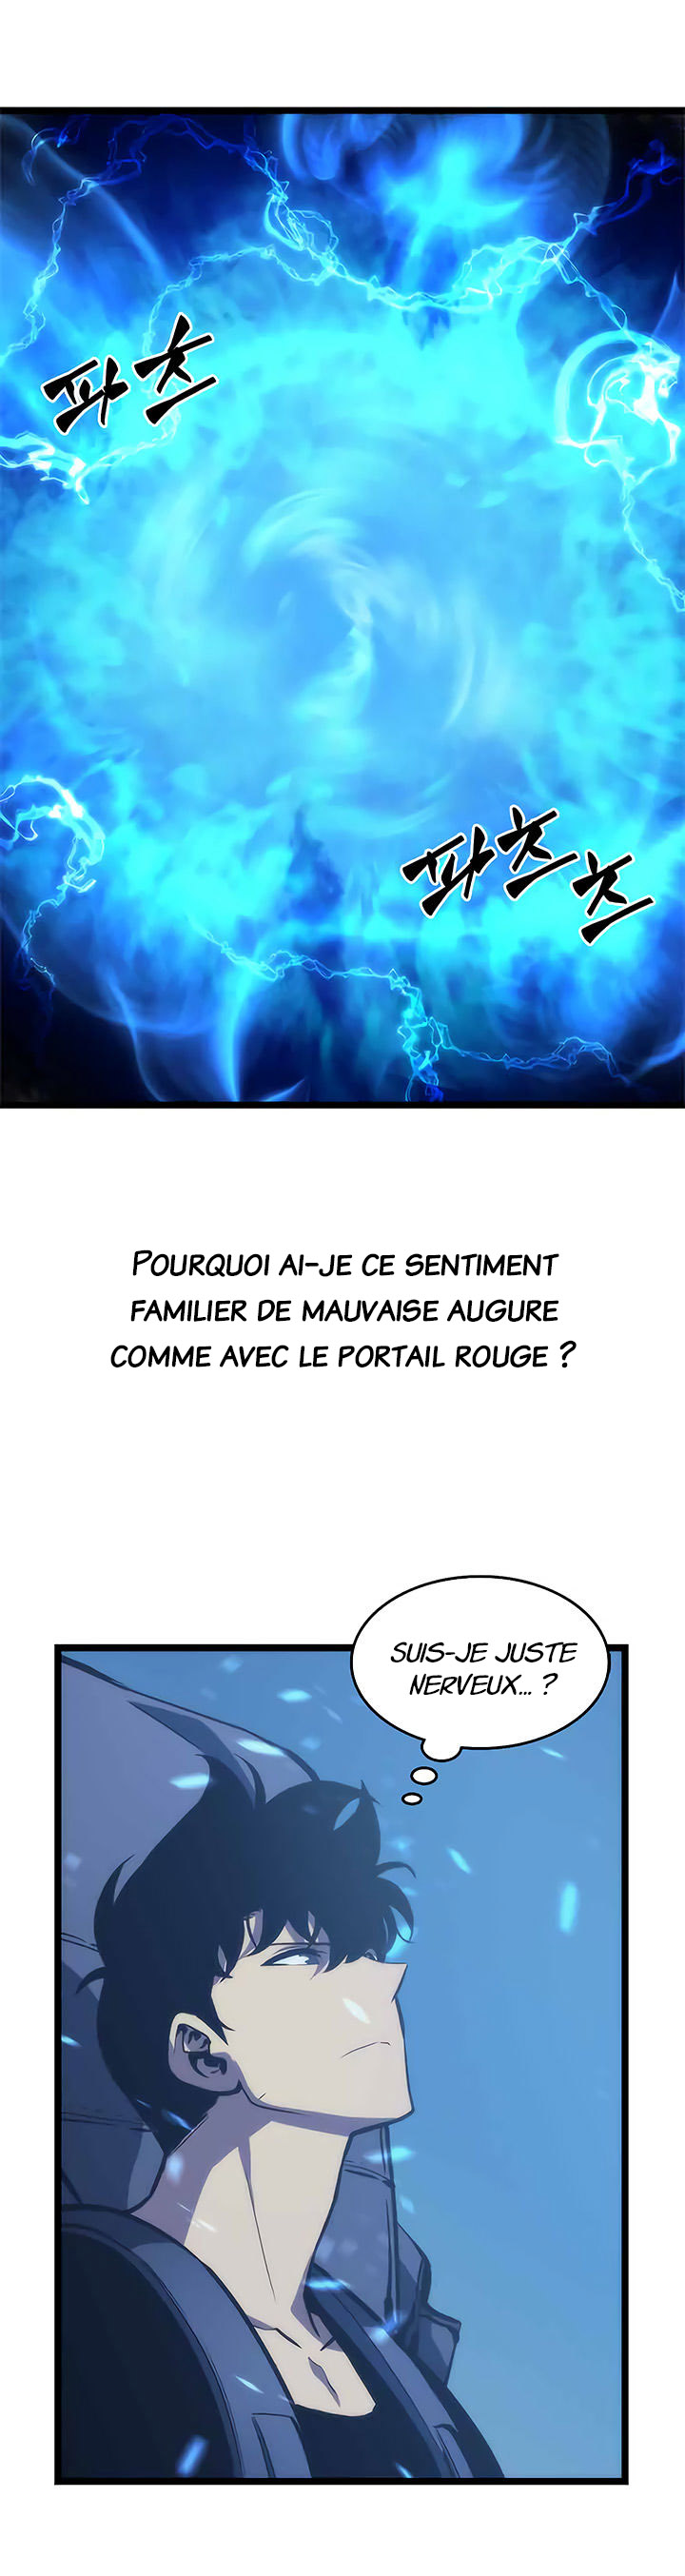 파츠
파츠츠
POURQUOI AI-JE CE SENTIMENT
FAMILIER DE MAUVAISE AUGURE
COMME AVEC LE PORTAIL ROUGE ?
SUIS-JE JUSTE
NERVEUX... ?